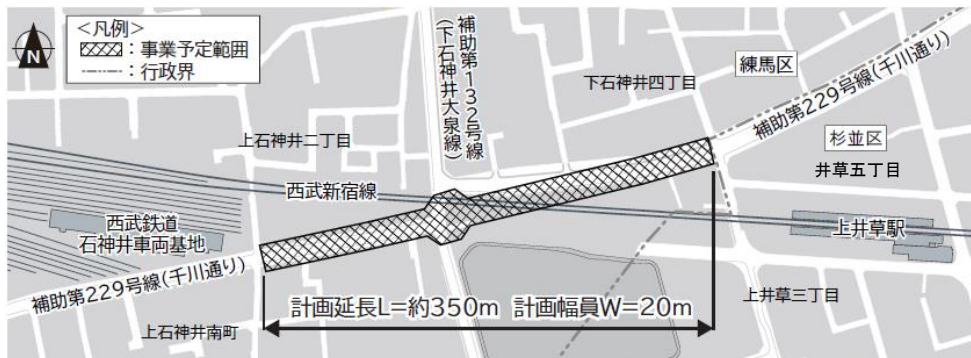 <凡例>
：事業予定範囲
：行政界
N
補助第132号線
(下石神井大泉線)
下石神井四丁目
練馬区
補助第229号線(千川通り)
杉並区
井草五丁目
上石神井二丁目
西武新宿線
西武鉄道
石神井車両基地
上井草駅
補助第229号線(千川通り)
計画延長L=約350m 計画幅員W=20m
上井草三丁目
上石神井南町